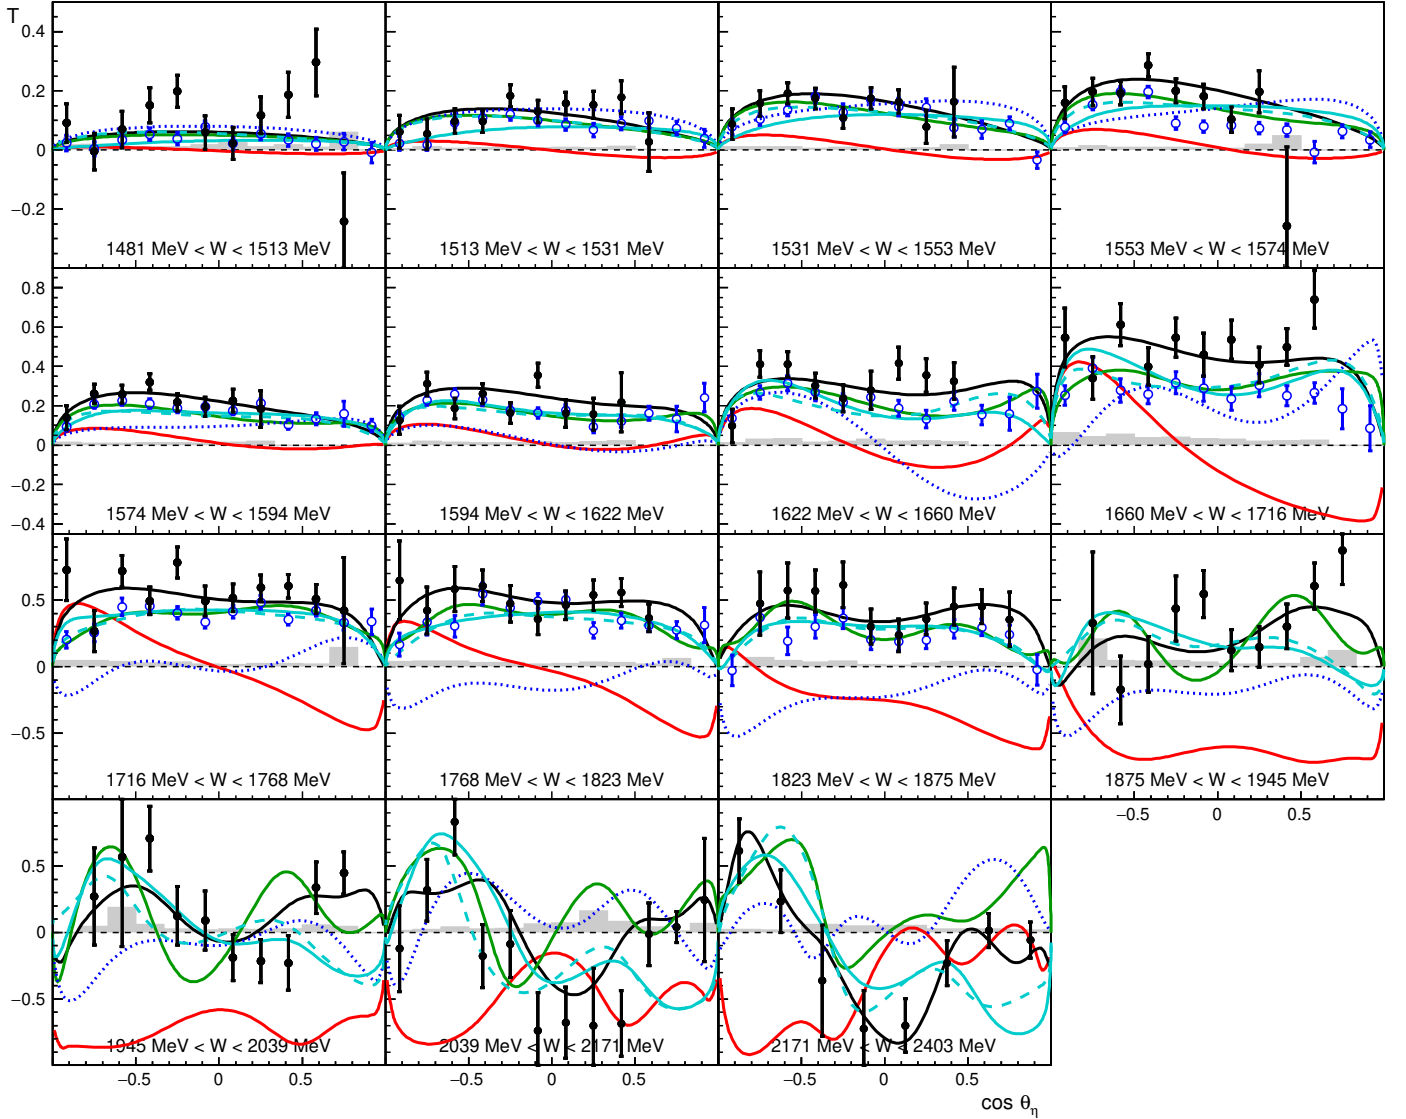 T
0.4
0.2
0
−0.2
1481 MeV < W < 1513 MeV
1513 MeV < W < 1531 MeV
1531 MeV < W < 1553 MeV
1553 MeV < W < 1574 MeV
0.8
0.6
0.4
0.2
0
−0.2
−0.4
1574 MeV < W < 1594 MeV
1594 MeV < W < 1622 MeV
1622 MeV < W < 1660 MeV
1660 MeV < W < 1716 MeV
0.5
0
−0.5
1716 MeV < W < 1768 MeV
1768 MeV < W < 1823 MeV
1823 MeV < W < 1875 MeV
1875 MeV < W < 1945 MeV
−0.5 0 0.5
0.5
0
−0.5
1945 MeV < W < 2039 MeV
2039 MeV < W < 2171 MeV
2171 MeV < W < 2403 MeV
−0.5 0 0.5 −0.5 0 0.5 −0.5 0 0.5
cos θη